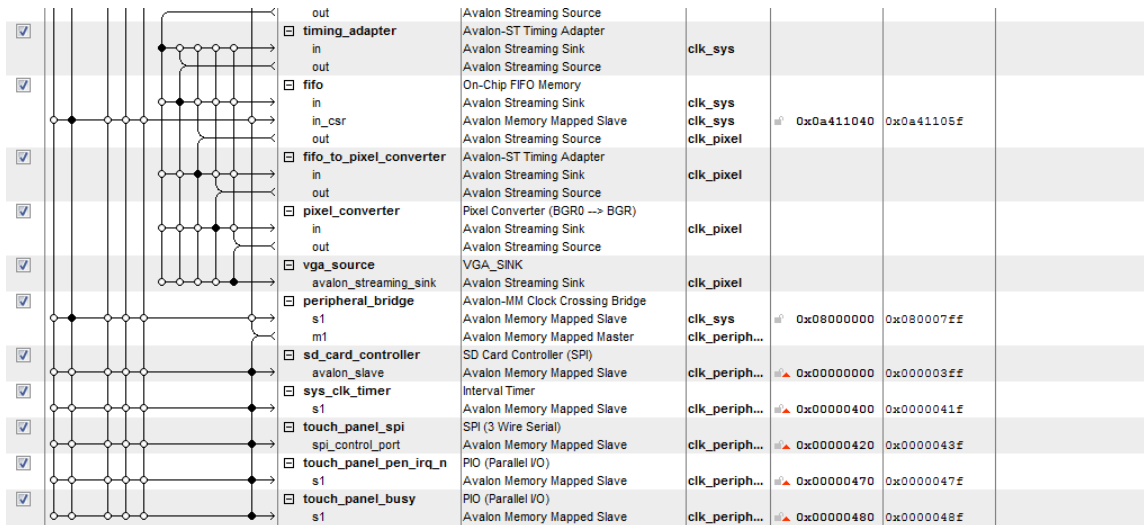 out Avalon Streaming Source
timing_adapter Avalon-ST Timing Adapter
in Avalon Streaming Sink clk_sys
out Avalon Streaming Source
fifo On-Chip FIFO Memory
in Avalon Streaming Sink clk_sys
in_csr Avalon Memory Mapped Slave clk_sys 0x0a411040 0x0a41105f
out Avalon Streaming Source clk_pixel
fifo_to_pixel_converter Avalon-ST Timing Adapter
in Avalon Streaming Sink clk_pixel
out Avalon Streaming Source
pixel_converter Pixel Converter (BGR0 --> BGR)
in Avalon Streaming Sink clk_pixel
out Avalon Streaming Source
vga_source VGA_SINK
avalon_streaming_sink Avalon Streaming Sink clk_pixel
peripheral_bridge Avalon-MM Clock Crossing Bridge
s1 Avalon Memory Mapped Slave clk_sys 0x08000000 0x080007ff
m1 Avalon Memory Mapped Master clk_periph...
sd_card_controller SD Card Controller (SPI)
avalon_slave Avalon Memory Mapped Slave clk_periph... 0x00000000 0x000003ff
sys_clk_timer Interval Timer
s1 Avalon Memory Mapped Slave clk_periph... 0x00000400 0x0000041f
touch_panel_spi SPI (3 Wire Serial)
spi_control_port Avalon Memory Mapped Slave clk_periph... 0x00000420 0x0000043f
touch_panel_pen_irq_n PIO (Parallel I/O)
s1 Avalon Memory Mapped Slave clk_periph... 0x00000470 0x0000047f
touch_panel_busy PIO (Parallel I/O)
s1 Avalon Memory Mapped Slave clk_periph... 0x00000480 0x0000048f